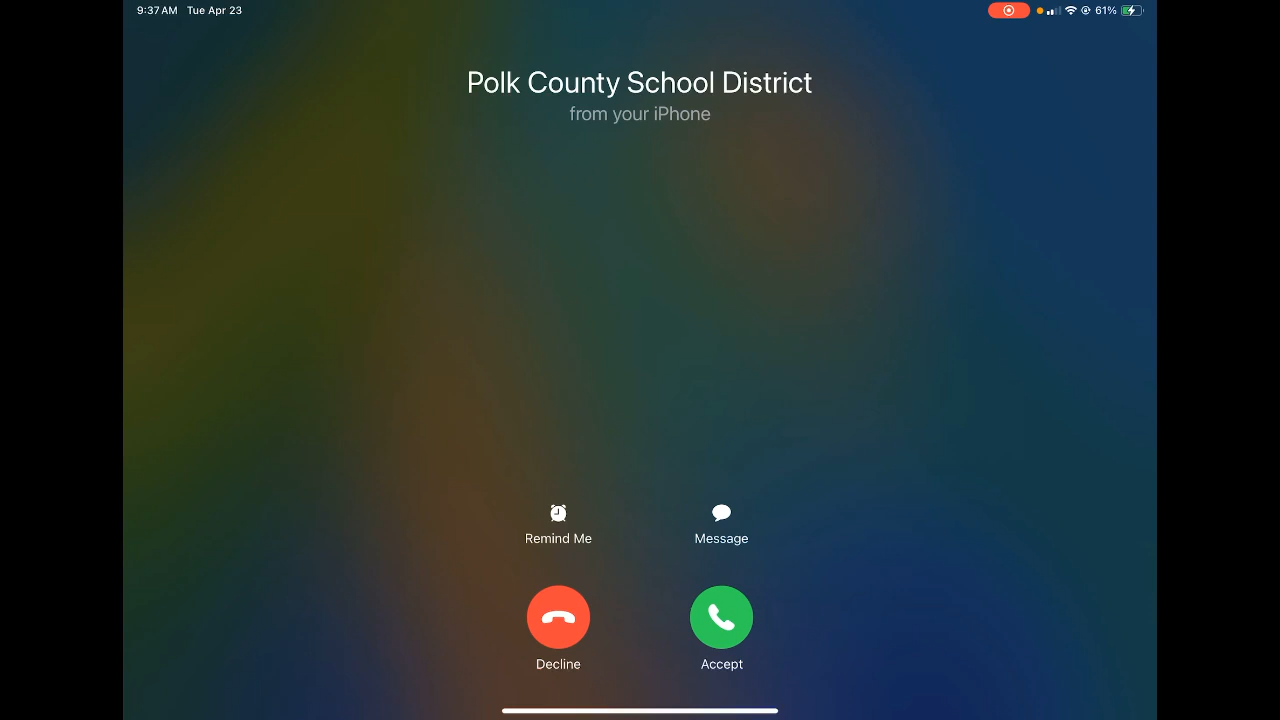 9:37 AM Tue Apr 23
61%
Polk County School District
from your iPhone
Remind Me
Message
Decline
Accept